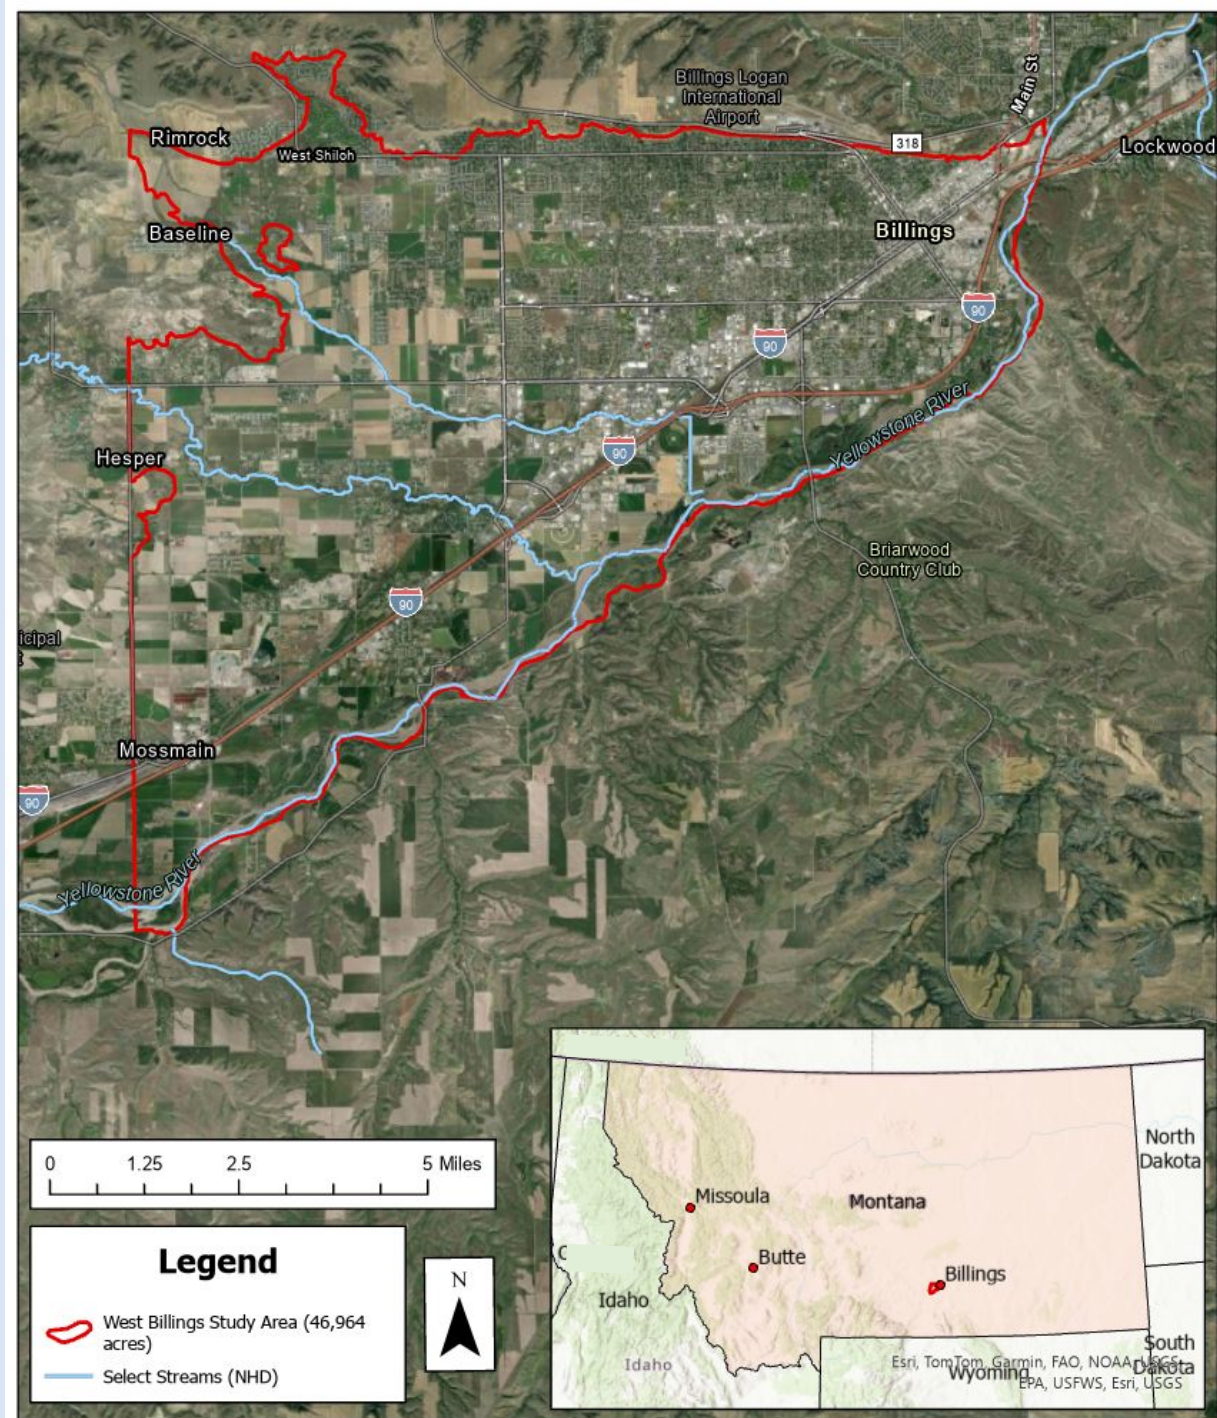 Billings Logan
International
Airport
Main St
Rimrock
West Shiloh
318
Lockwood
Baseline
Billings
90
90
Yellowstone River
Hesper
90
Briarwood
Country Club
90
icipal
Mossmain
90
Yellowstone River
0 1.25 2.5 5 Miles
Legend
West Billings Study Area (46,964
acres)
Select Streams (NHD)
N
North
Dakota
Missoula
Montana
Butte
Billings
Idaho
Idaho
South
Dakota
Wyoming
Esri, TomTom, Garmin, FAO, NOAA, USGS,
EPA, USFWS, Esri, USGS